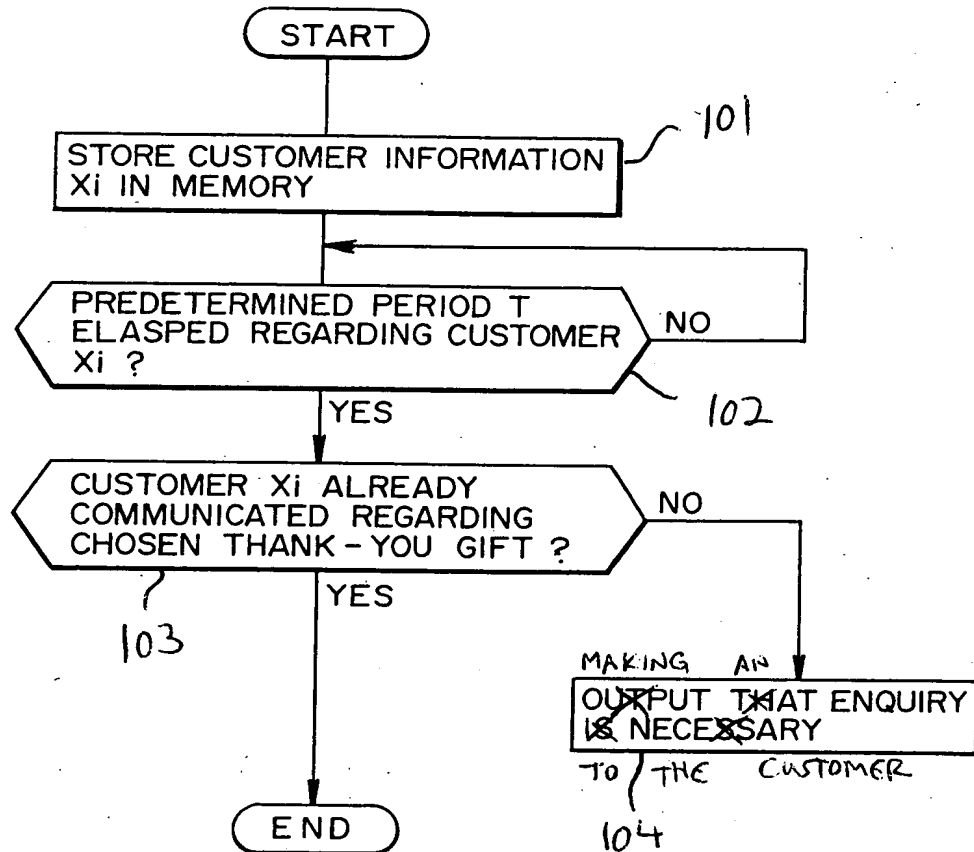 START
101
STORE CUSTOMER INFORMATION
Xi IN MEMORY
PREDETERMINED PERIOD T
ELASPED REGARDING CUSTOMER
Xi ?
NO
102
YES
CUSTOMER Xi ALREADY
COMMUNICATED REGARDING
CHOSEN THANK-YOU GIFT ?
NO
103
YES
MAKING AN
OUTPUT THAT ENQUIRY
IS NECESSARY
TO THE CUSTOMER
104
END